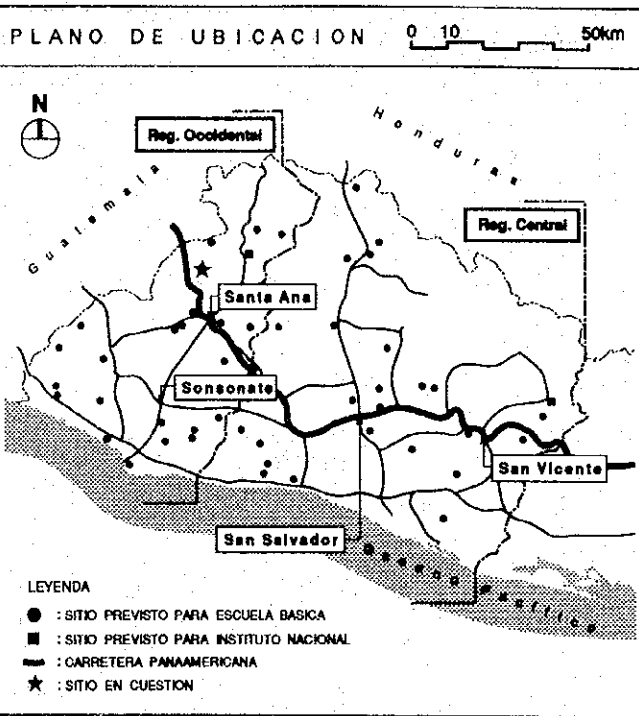 PLANO DE UBICACION
0 10 50km
N
Reg. Occidental
Honduras
Guatemala
Reg. Central
Santa Ana
Sonsonate
San Vicente
San Salvador
Oceano Pacifico
LEYENDA
: SITIO PREVISTO PARA ESCUELA BASICA
: SITIO PREVISTO PARA INSTITUTO NACIONAL
: CARRETERA PANAAMERICANA
: SITIO EN CUESTION